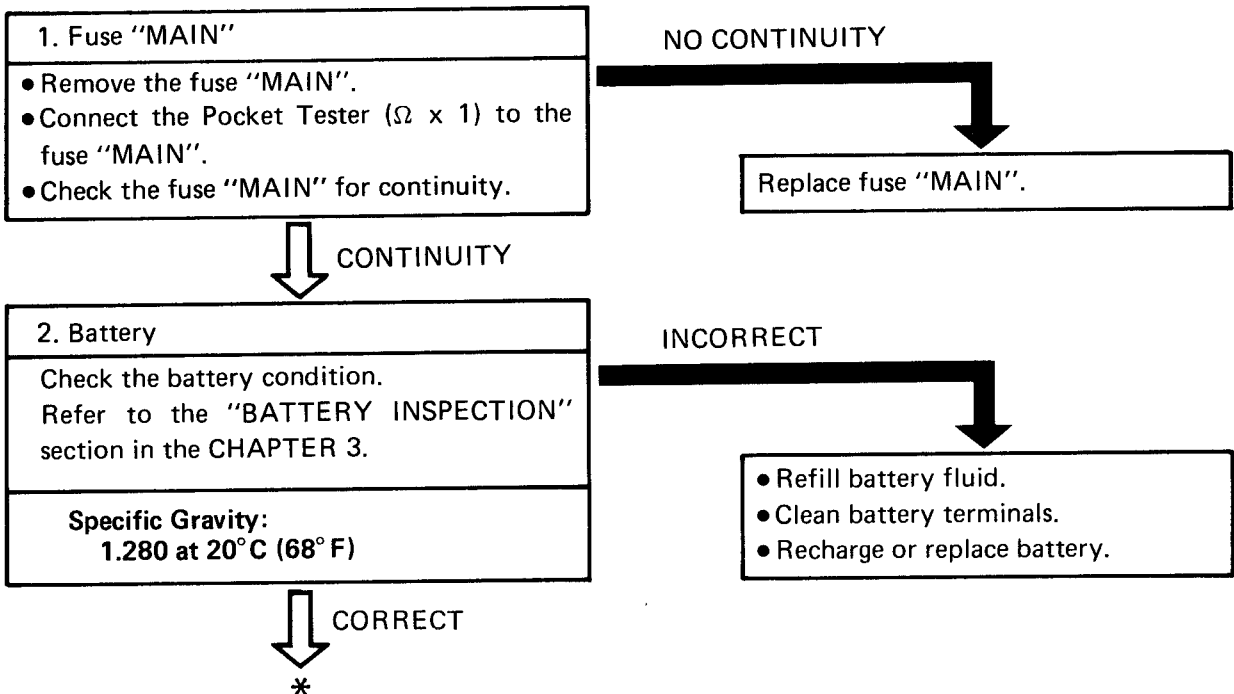 1. Fuse "MAIN"
● Remove the fuse "MAIN".
● Connect the Pocket Tester (Ω x 1) to the
fuse "MAIN".
● Check the fuse "MAIN" for continuity.
NO CONTINUITY
Replace fuse "MAIN".
CONTINUITY
2. Battery
Check the battery condition.
Refer to the "BATTERY INSPECTION"
section in the CHAPTER 3.
Specific Gravity:
1.280 at 20°C (68°F)
INCORRECT
● Refill battery fluid.
● Clean battery terminals.
● Recharge or replace battery.
CORRECT
*